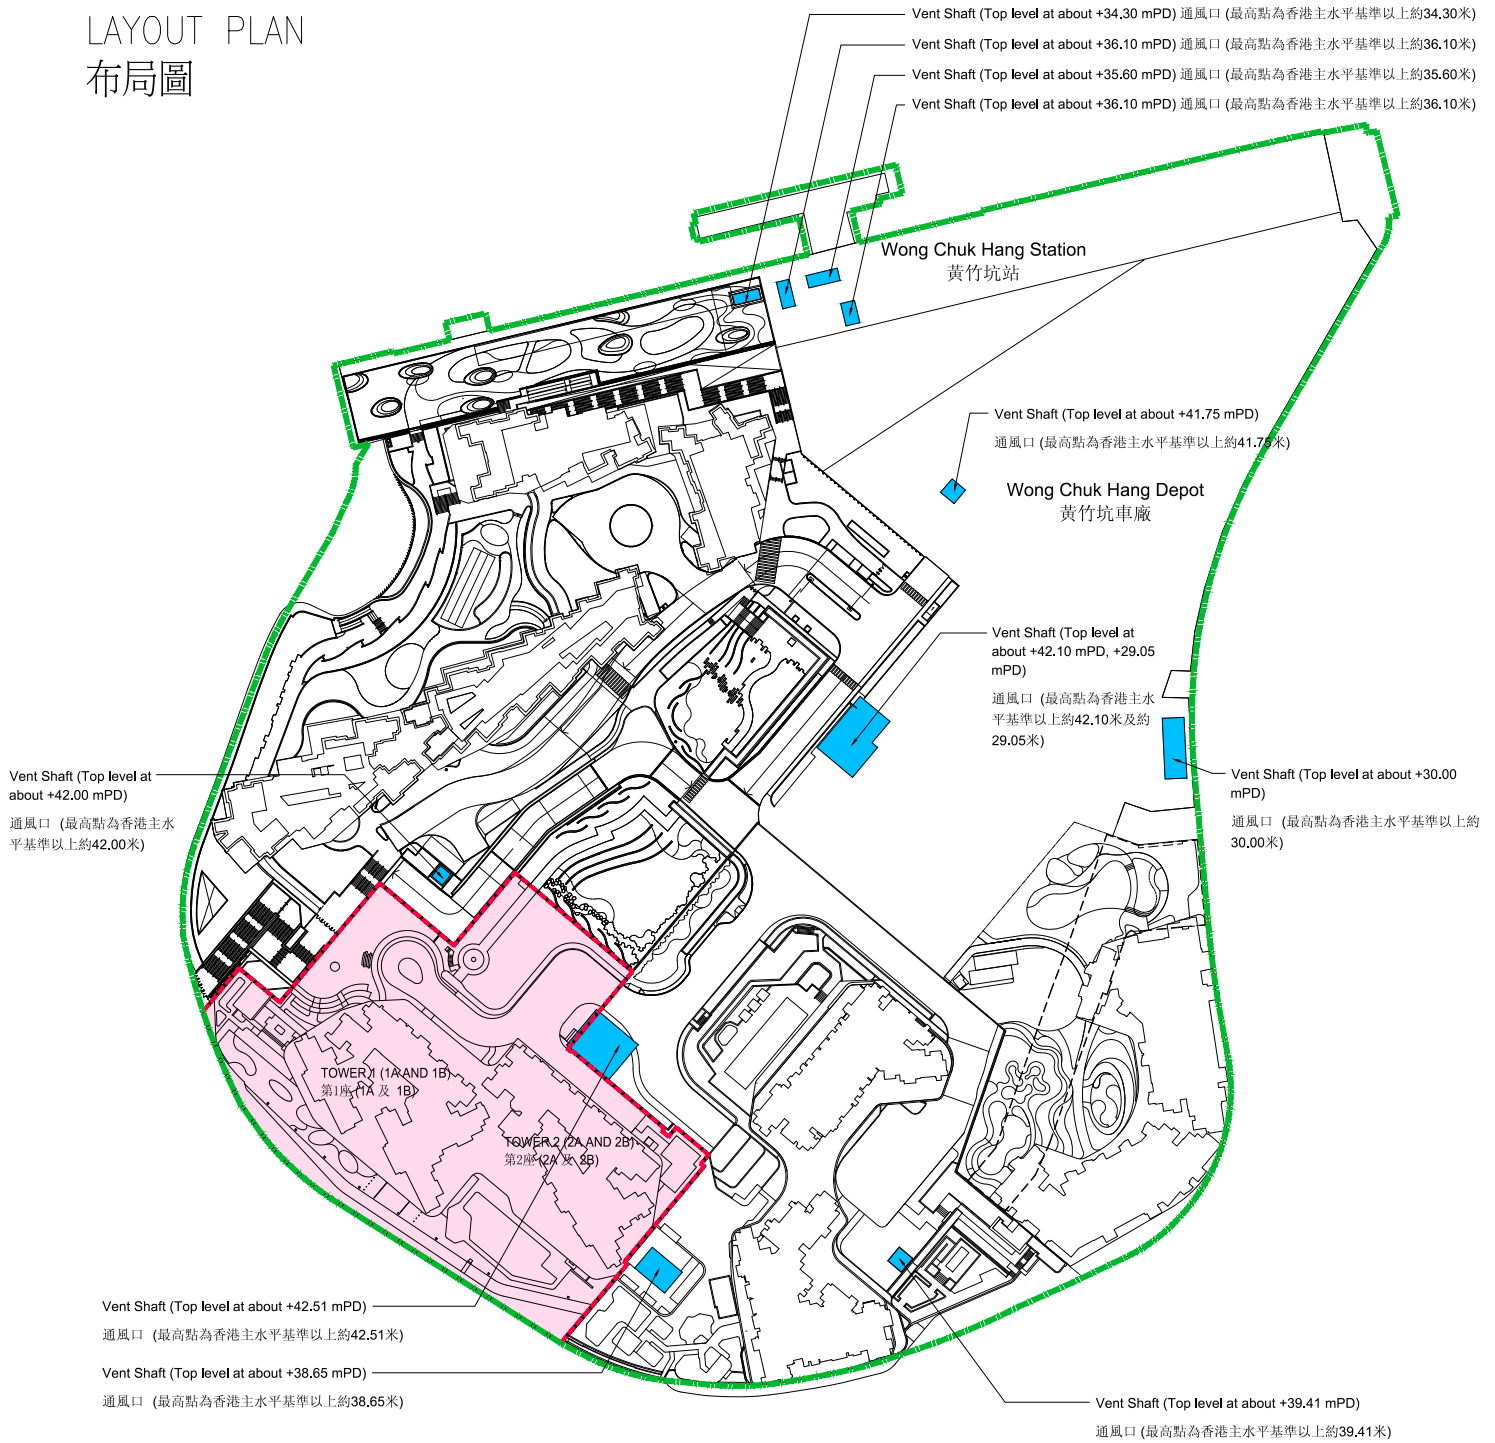 LAYOUT PLAN
布局圖
Vent Shaft (Top level at about +34.30 mPD) 通風口 (最高點為香港主水平基準以上約34.30米)
Vent Shaft (Top level at about +36.10 mPD) 通風口 (最高點為香港主水平基準以上約36.10米)
Vent Shaft (Top level at about +35.60 mPD) 通風口 (最高點為香港主水平基準以上約35.60米)
Vent Shaft (Top level at about +36.10 mPD) 通風口 (最高點為香港主水平基準以上約36.10米)
Wong Chuk Hang Station
黃竹坑站
Vent Shaft (Top level at about +41.75 mPD)
通風口 (最高點為香港主水平基準以上約41.75米)
Wong Chuk Hang Depot
黃竹坑車廠
Vent Shaft (Top level at
about +42.10 mPD, +29.05
mPD)
通風口 (最高點為香港主水
平基準以上約42.10米及約
29.05米)
Vent Shaft (Top level at about +30.00
mPD)
通風口 (最高點為香港主水平基準以上約
30.00米)
Vent Shaft (Top level at
about +42.00 mPD)
通風口 (最高點為香港主水
平基準以上約42.00米)
TOWER 1 (1A AND 1B)
第1座 (1A 及 1B)
TOWER 2 (2A AND 2B)
第2座 (2A 及 2B)
Vent Shaft (Top level at about +42.51 mPD)
通風口 (最高點為香港主水平基準以上約42.51米)
Vent Shaft (Top level at about +38.65 mPD)
通風口 (最高點為香港主水平基準以上約38.65米)
Vent Shaft (Top level at about +39.41 mPD)
通風口 (最高點為香港主水平基準以上約39.41米)